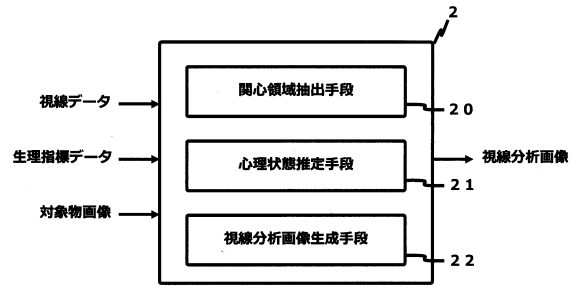 2
関心領域抽出手段
視線データ
20
生理指標データ
心理状態推定手段
視線分析画像
21
対象物画像
視線分析画像生成手段
22